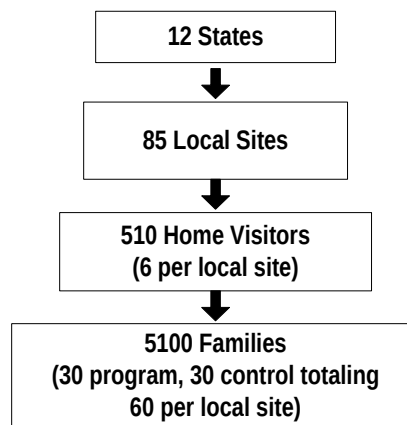 12 States
85 Local Sites
510 Home Visitors
(6 per local site)
5100 Families
(30 program, 30 control totaling
60 per local site)